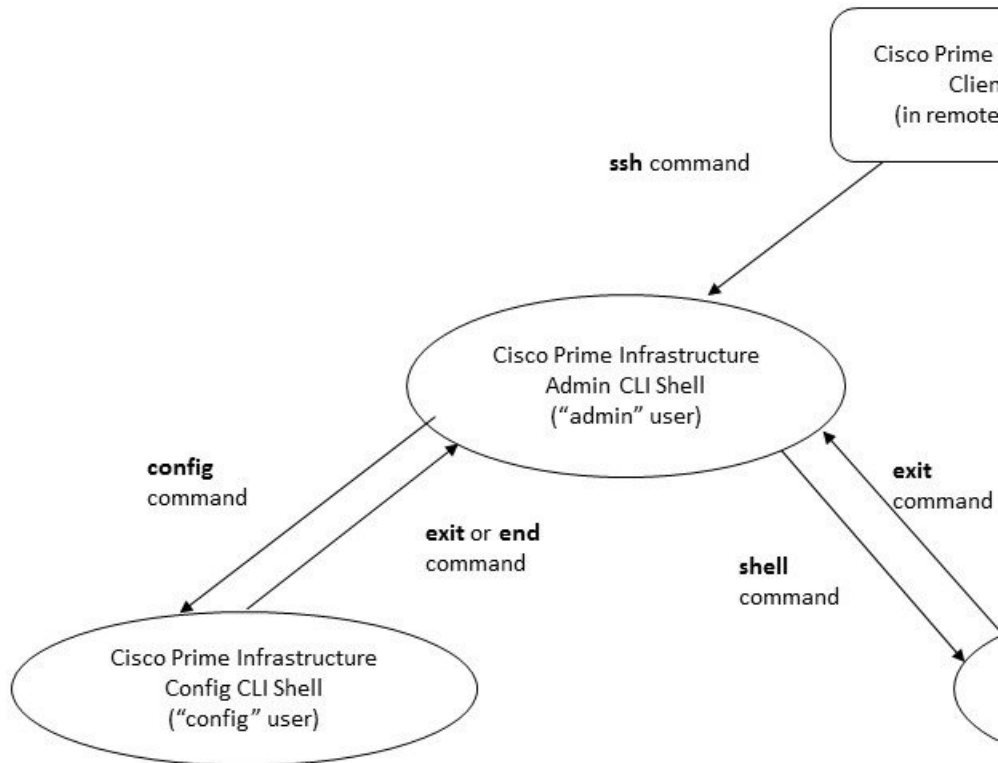 Cisco Prime
Clien
(in remote
ssh command
Cisco Prime Infrastructure
Admin CLI Shell
("admin" user)
config
command
exit or end
command
exit
command
shell
command
Cisco Prime Infrastructure
Config CLI Shell
("config" user)